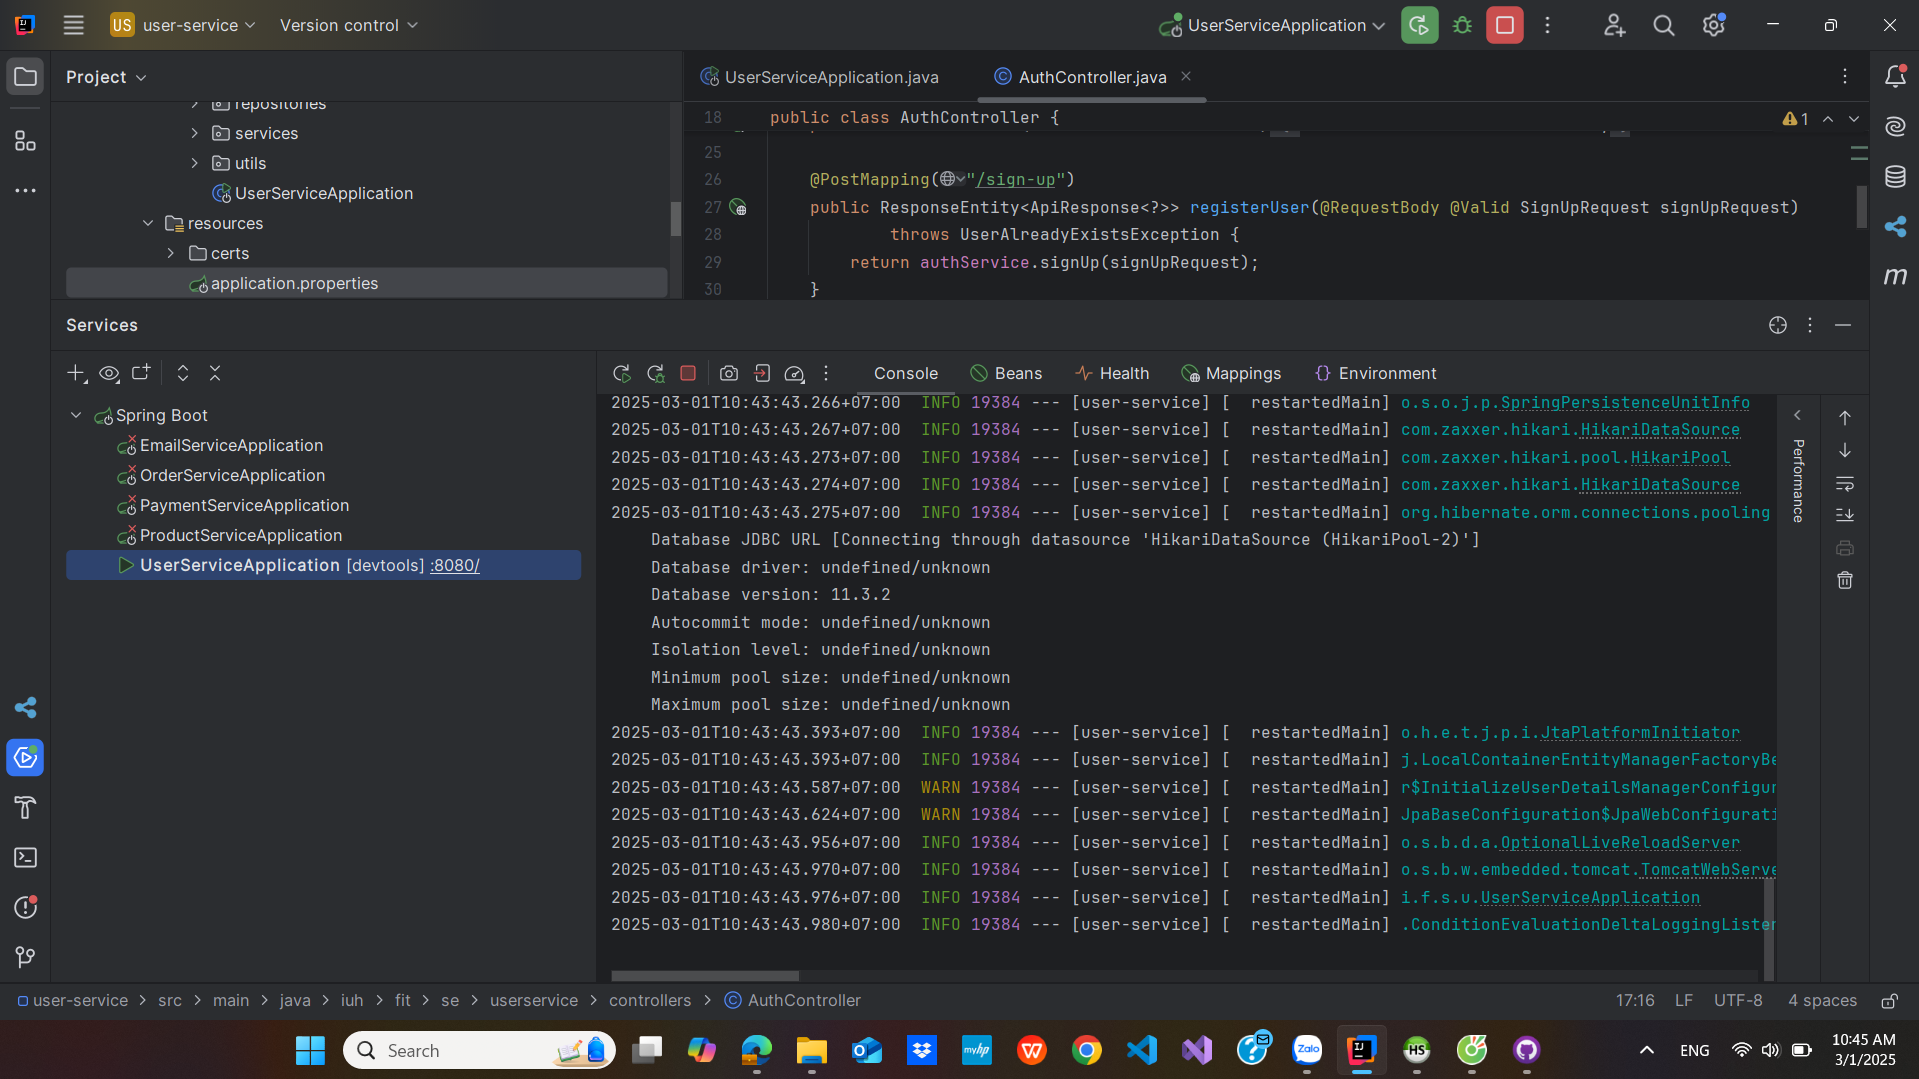 US user-service Version control UserServiceApplication
Project
UserServiceApplication.java AuthController.java
repositories
services
utils
UserServiceApplication
resources
certs
application.properties
18 public class AuthController {
1
25
26 @PostMapping("/sign-up")
27 public ResponseEntity<ApiResponse<?>> registerUser(@RequestBody @Valid SignUpRequest signUpRequest)
28 throws UserAlreadyExistsException {
29 return authService.signUp(signUpRequest);
30 }
m
Services
Console Beans Health Mappings Environment
Spring Boot
EmailServiceApplication
OrderServiceApplication
PaymentServiceApplication
ProductServiceApplication
UserServiceApplication [devtools] :8080/
2025-03-01T10:43:43.266+07:00 INFO 19384 --- [user-service] [ restartedMain] o.s.o.j.p.SpringPersistenceUnitInfo
2025-03-01T10:43:43.267+07:00 INFO 19384 --- [user-service] [ restartedMain] com.zaxxer.hikari.HikariDataSource
2025-03-01T10:43:43.273+07:00 INFO 19384 --- [user-service] [ restartedMain] com.zaxxer.hikari.pool.HikariPool
2025-03-01T10:43:43.274+07:00 INFO 19384 --- [user-service] [ restartedMain] com.zaxxer.hikari.HikariDataSource
2025-03-01T10:43:43.275+07:00 INFO 19384 --- [user-service] [ restartedMain] org.hibernate.orm.connections.pooling
Database JDBC URL [Connecting through datasource 'HikariDataSource (HikariPool-2)']
Database driver: undefined/unknown
Database version: 11.3.2
Autocommit mode: undefined/unknown
Isolation level: undefined/unknown
Minimum pool size: undefined/unknown
Maximum pool size: undefined/unknown
2025-03-01T10:43:43.393+07:00 INFO 19384 --- [user-service] [ restartedMain] o.h.e.t.j.p.i.JtaPlatformInitiator
2025-03-01T10:43:43.393+07:00 INFO 19384 --- [user-service] [ restartedMain] j.LocalContainerEntityManagerFactoryBe
2025-03-01T10:43:43.587+07:00 WARN 19384 --- [user-service] [ restartedMain] r$InitializeUserDetailsManagerConfigur
2025-03-01T10:43:43.624+07:00 WARN 19384 --- [user-service] [ restartedMain] JpaBaseConfiguration$JpaWebConfigurati
2025-03-01T10:43:43.956+07:00 INFO 19384 --- [user-service] [ restartedMain] o.s.b.d.a.OptionalLiveReloadServer
2025-03-01T10:43:43.970+07:00 INFO 19384 --- [user-service] [ restartedMain] o.s.b.w.embedded.tomcat.TomcatWebServe
2025-03-01T10:43:43.976+07:00 INFO 19384 --- [user-service] [ restartedMain] i.f.s.u.UserServiceApplication
2025-03-01T10:43:43.980+07:00 INFO 19384 --- [user-service] [ restartedMain] .ConditionEvaluationDeltaLoggingListen
Performance
user-service > src > main > java > iuh > fit > se > userservice > controllers > AuthController
17:16 LF UTF-8 4 spaces
Search
myhp
Zalo
HS
ENG
10:45 AM
3/1/2025